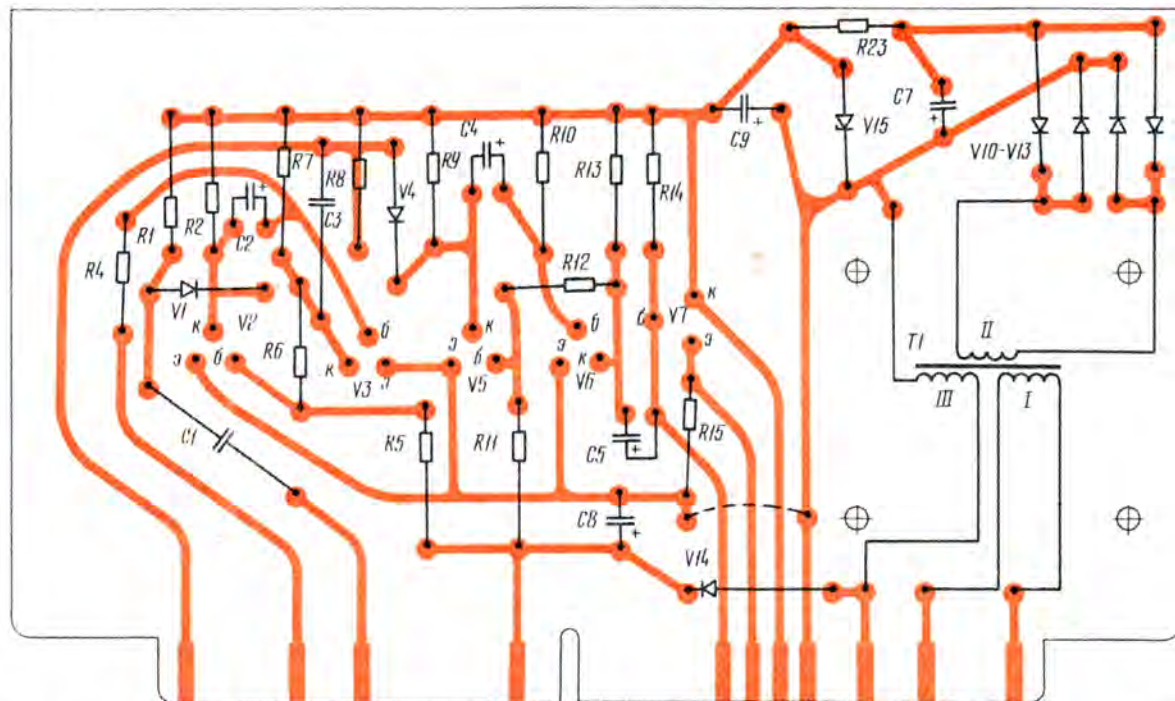 R23
C7
V15
C9
V10-V13
R7
C4
R10
R8
R9
R13
R14
V4
R1
R2
C2
C3
R4
R12
V1
V2
к
б
к
б
б
V7
к
э
э
б
R6
к
V3
э
э
б
V5
э
к
V6
T1
II
III
I
C1
R5
R11
C5
R15
C8
V14
+
+
+
+
+
+
+